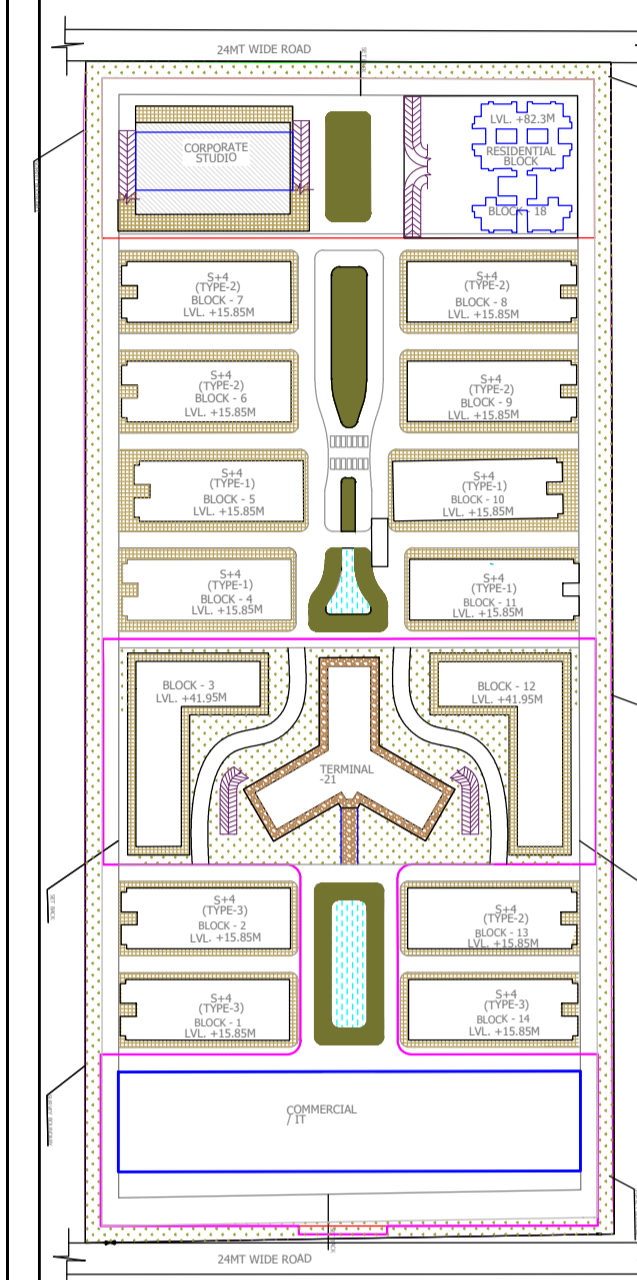 24MT WIDE ROAD
CORPORATE
STUDIO
LVL. +82.3M
RESIDENTIAL
BLOCK
BLOCK - 18
S+4
(TYPE-2)
BLOCK - 7
LVL. +15.85M
S+4
(TYPE-2)
BLOCK - 8
LVL. +15.85M
S+4
(TYPE-2)
BLOCK - 6
LVL. +15.85M
S+4
(TYPE-2)
BLOCK - 9
LVL. +15.85M
S+4
(TYPE-1)
BLOCK - 5
LVL. +15.85M
S+4
(TYPE-1)
BLOCK - 10
LVL. +15.85M
S+4
(TYPE-1)
BLOCK - 4
LVL. +15.85M
S+4
(TYPE-1)
BLOCK - 11
LVL. +15.85M
BLOCK - 3
LVL. +41.95M
BLOCK - 12
LVL. +41.95M
TERMINAL
-21
S+4
(TYPE-3)
BLOCK - 2
LVL. +15.85M
S+4
(TYPE-2)
BLOCK - 13
LVL. +15.85M
S+4
(TYPE-3)
BLOCK - 1
LVL. +15.85M
S+4
(TYPE-3)
BLOCK - 14
LVL. +15.85M
COMMERCIAL
/ IT
24MT WIDE ROAD